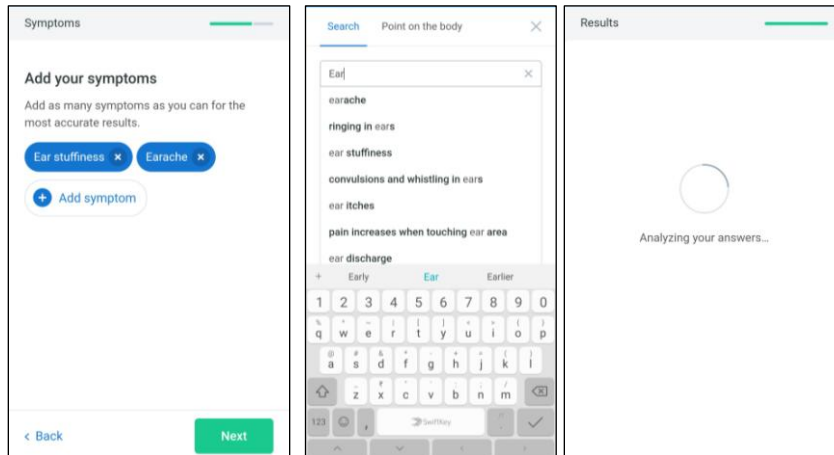 Symptoms
Add your symptoms
Add as many symptoms as you can for the
most accurate results.
Ear stuffiness × Earache ×
+ Add symptom
< Back Next
Search Point on the body ×
Ear ×
earache
ringing in ears
ear stuffiness
convulsions and whistling in ears
ear itches
pain increases when touching ear area
ear discharge
+ Early Ear Earlier
1 2 3 4 5 6 7 8 9 0
q w e r t y u i o p
a s d f g h j k l
z x c v b n m
123 , SwiftKey
Results
Analyzing your answers...